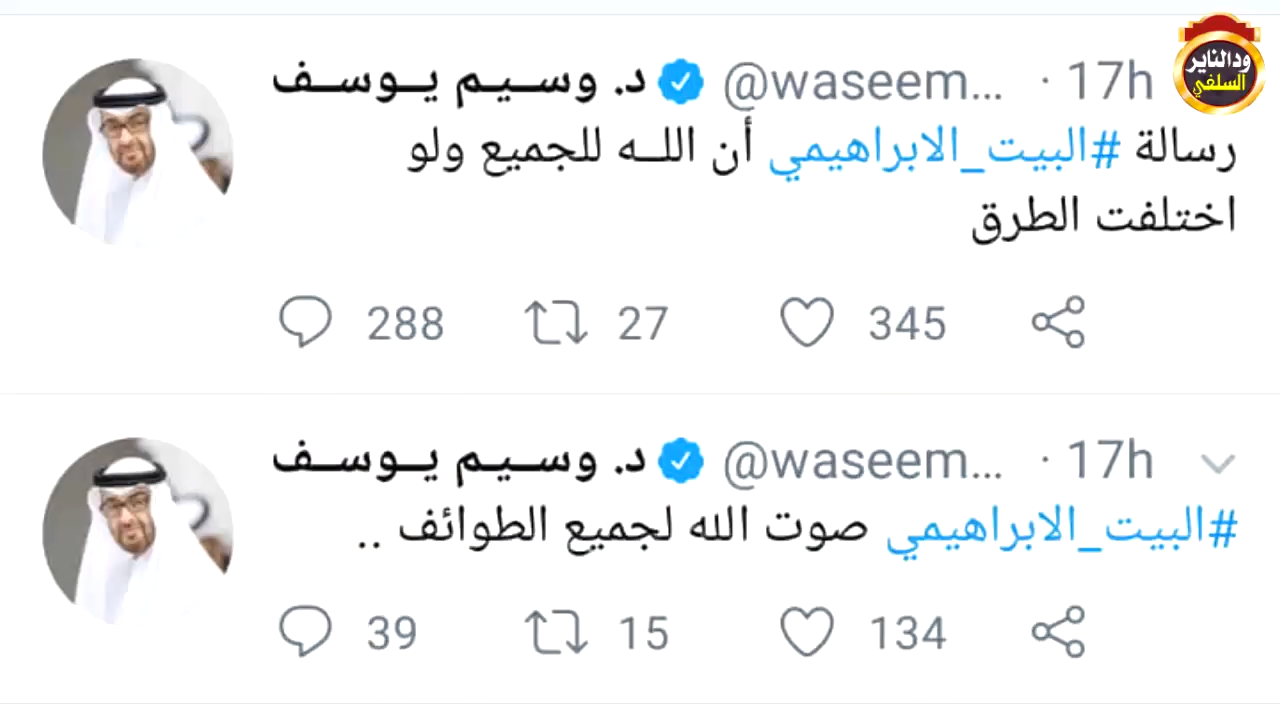 د. وسـيـم يـوسـف @waseem... · 17h
رسالة #البيت_الابراهيمي أن اللـه للجميع ولو
اختلفت الطرق
288 27 345
د. وسـيـم يـوسـف @waseem... · 17h
#البيت_الابراهيمي صوت الله لجميع الطوائف ..
39 15 134
ودالناير
السلفي